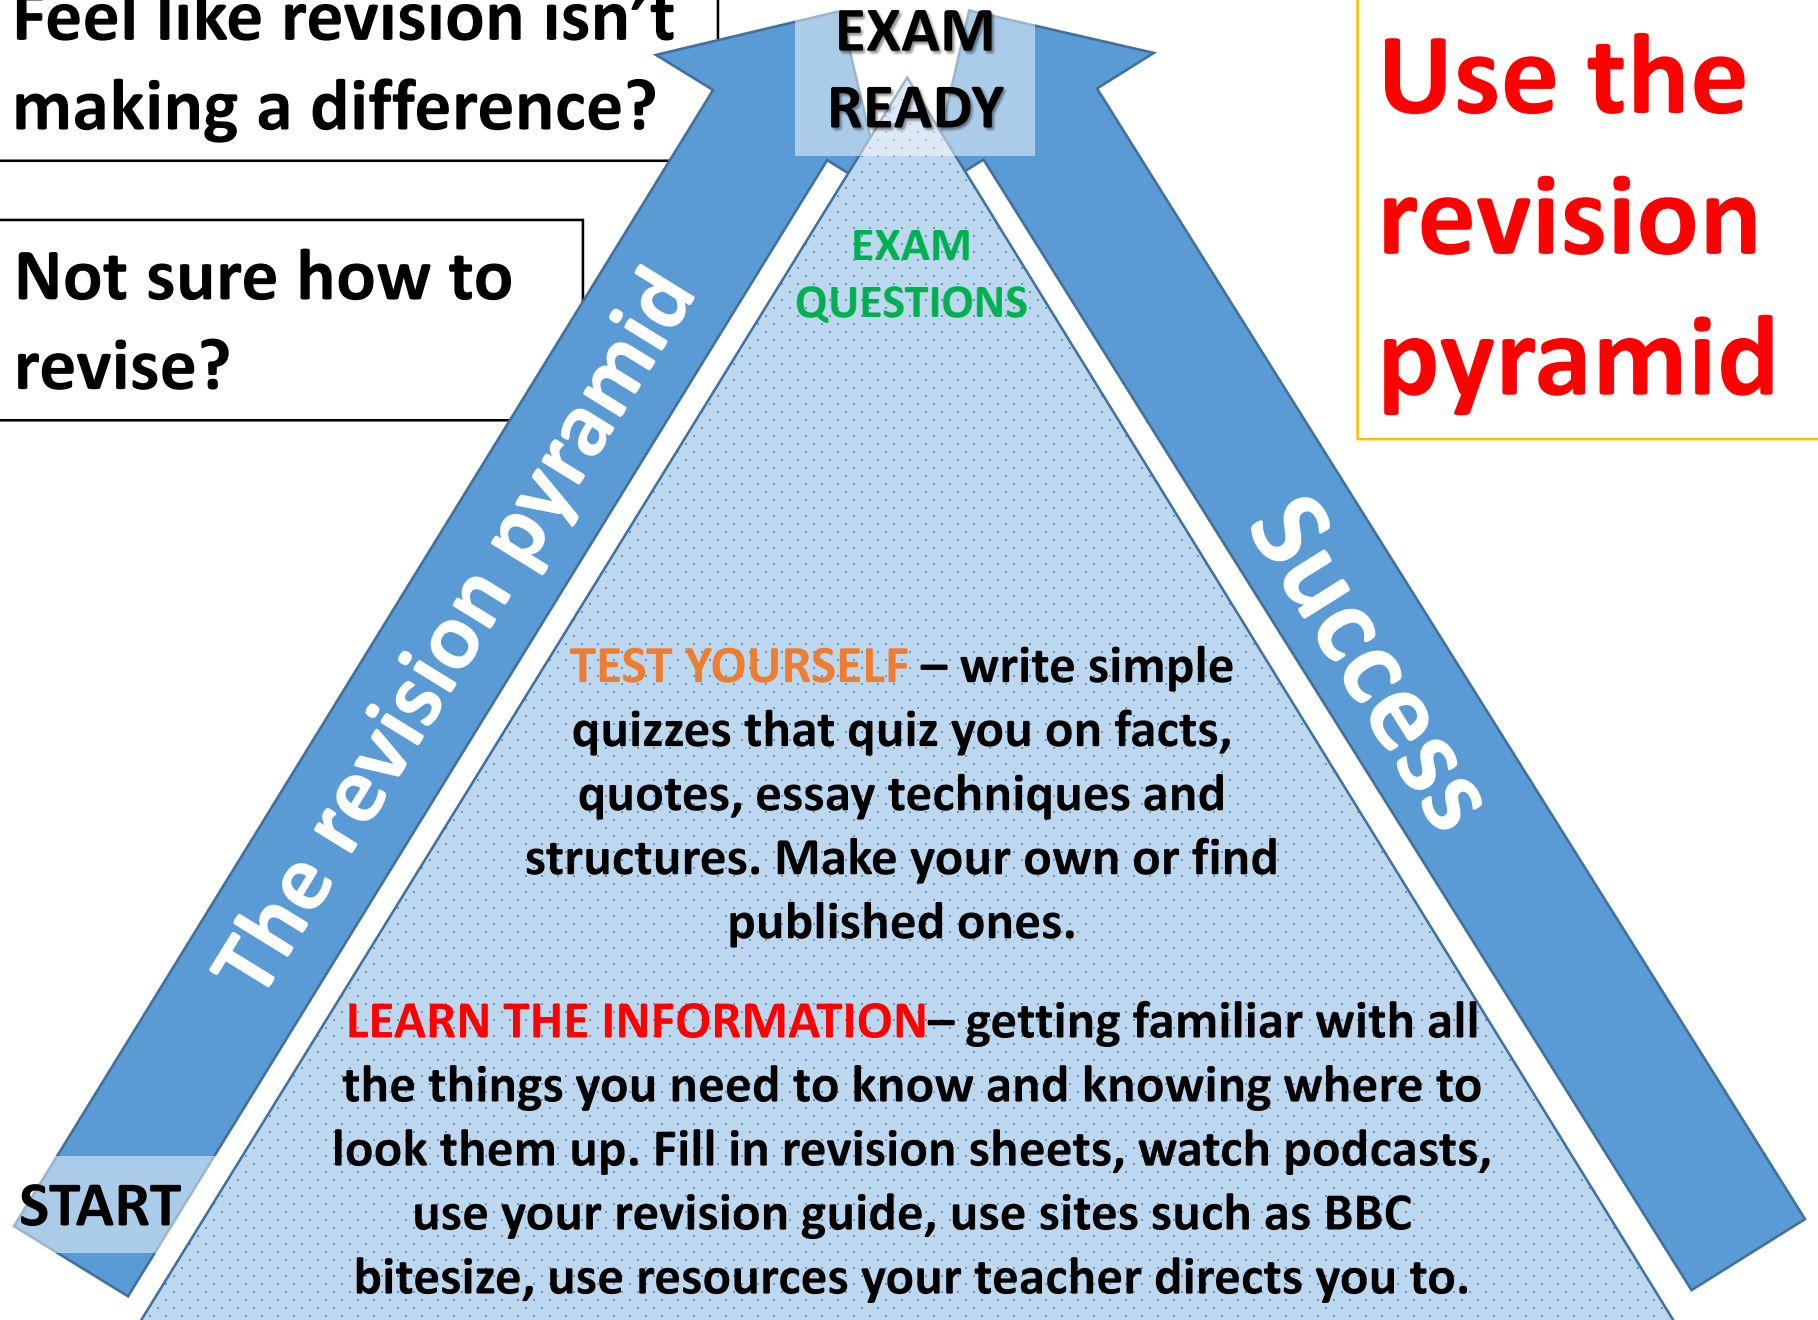 Feel like revision isn't
making a difference?
Not sure how to
revise?
Use the
revision
pyramid
EXAM
READY
The revision pyramid
Success
EXAM
QUESTIONS
TEST YOURSELF – write simple
quizzes that quiz you on facts,
quotes, essay techniques and
structures. Make your own or find
published ones.
LEARN THE INFORMATION– getting familiar with all
the things you need to know and knowing where to
look them up. Fill in revision sheets, watch podcasts,
use your revision guide, use sites such as BBC
bitesize, use resources your teacher directs you to.
START